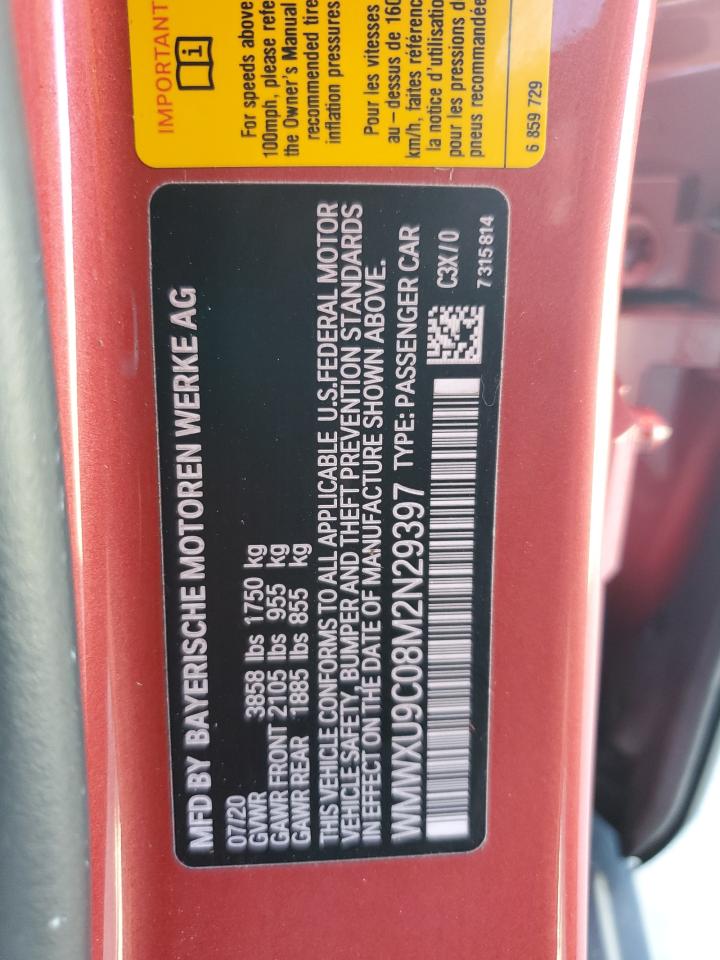 MFD BY BAYERISCHE MOTOREN WERKE AG
07/20
GVWR 3858 lbs 1750 kg
GAWR FRONT 2105 lbs 955 kg
GAWR REAR 1885 lbs 855 kg
THIS VEHICLE CONFORMS TO ALL APPLICABLE U.S.FEDERAL MOTOR
VEHICLE SAFETY, BUMPER AND THEFT PREVENTION STANDARDS
IN EFFECT ON THE DATE OF MANUFACTURE SHOWN ABOVE.
WMWXU9C08M2N29397 TYPE: PASSENGER CAR
C3X/0
7 315 814
IMPORTANT
For speeds above
100mph, please refe
the Owner's Manual
recommended tire
inflation pressures
Pour les vitesses
au-dessus de 160
km/h, faites référenc
la notice d'utilisatio
pour les pressions d
pneus recommandée
6 859 729